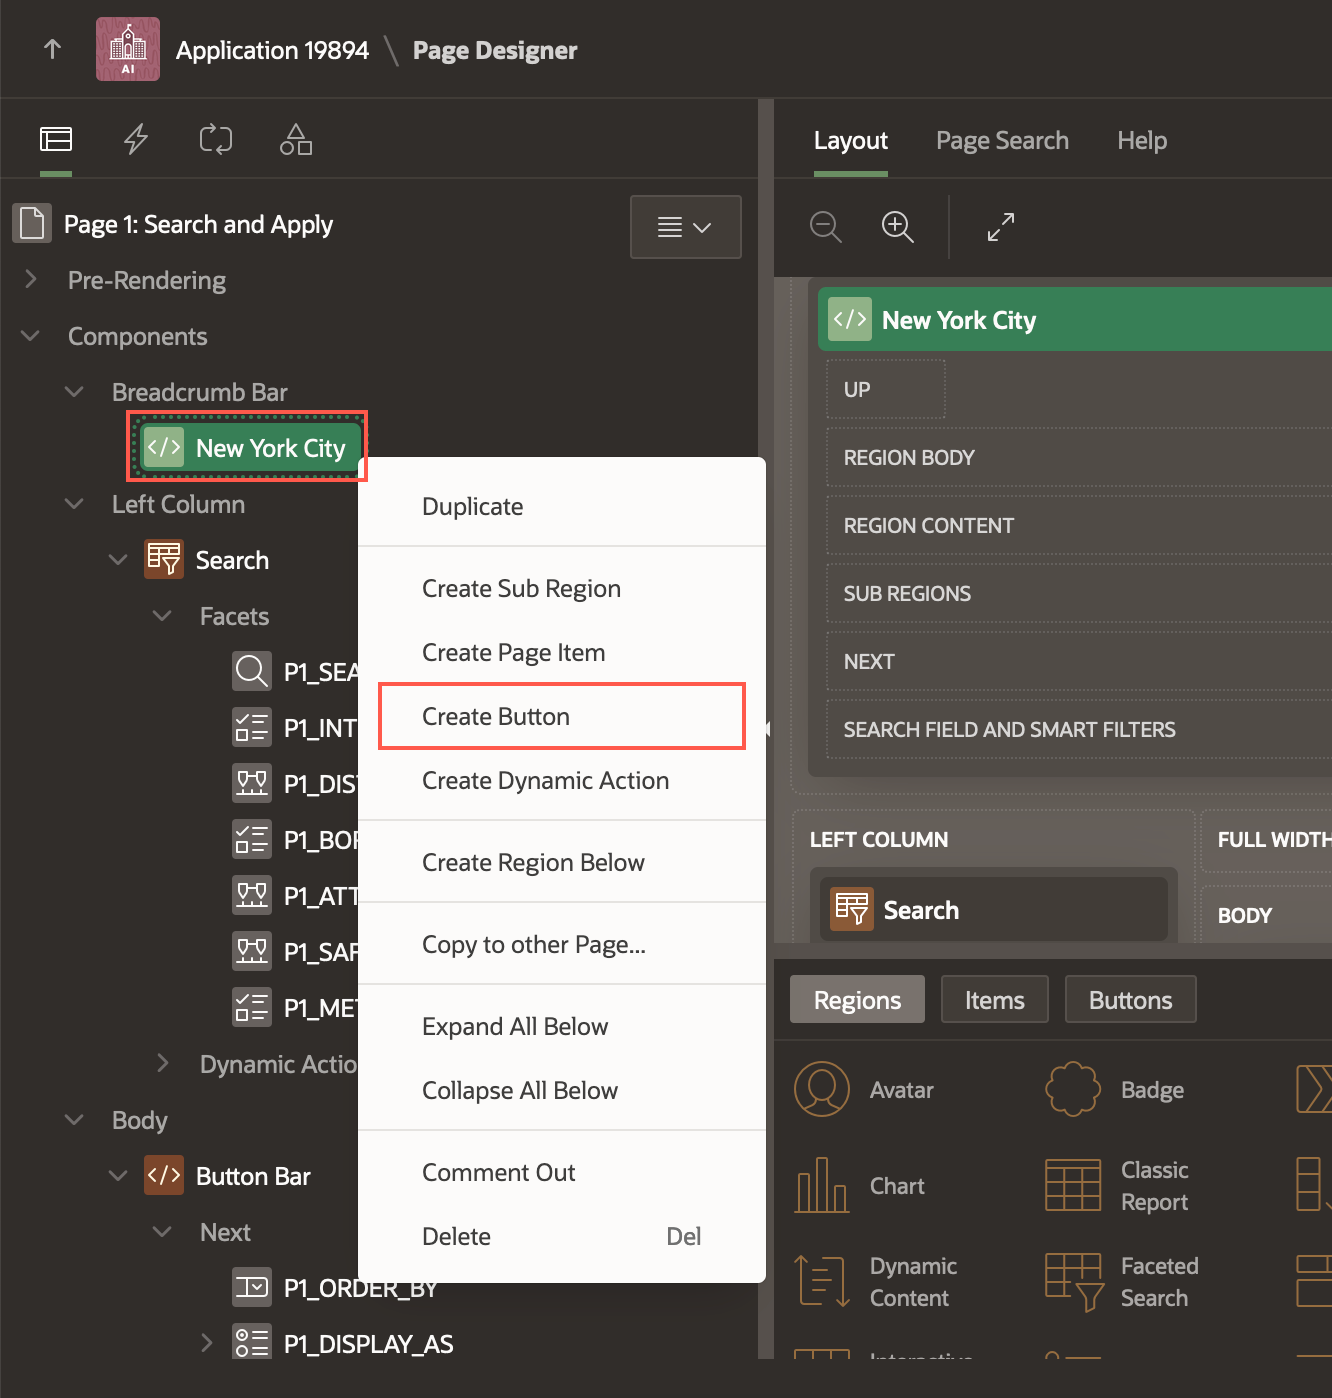 AI
Application 19894 \ Page Designer
Layout
Page Search
Help
Page 1: Search and Apply
Pre-Rendering
Components
Breadcrumb Bar
</> New York City
Left Column
Search
Facets
P1_SEA
P1_INT
P1_DIS
P1_BOR
P1_ATT
P1_SAF
P1_MET
Dynamic Actio
Body
</> Button Bar
Next
P1_ORDER_BY
P1_DISPLAY_AS
Duplicate
Create Sub Region
Create Page Item
Create Button
Create Dynamic Action
Create Region Below
Copy to other Page...
Expand All Below
Collapse All Below
Comment Out
Delete Del
</> New York City
UP
REGION BODY
REGION CONTENT
SUB REGIONS
NEXT
SEARCH FIELD AND SMART FILTERS
LEFT COLUMN
Search
FULL WIDTH
BODY
Regions
Items
Buttons
Avatar
Badge
Chart
Classic
Report
Dynamic
Content
Faceted
Search
Interactive